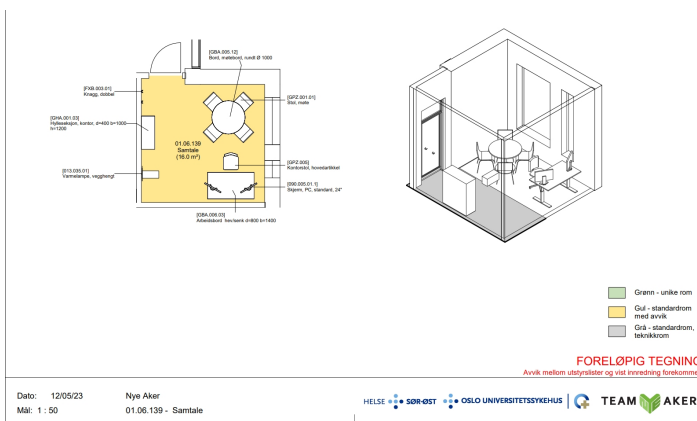 [GBA.005.12]
Bord, møtebord, rundt Ø 1000
[FXB.003.01]
Knagg, dobbel
[GPZ.001.01]
Stol, møte
[GHA.001.03]
Hylleseksjon, kontor, d=400 b=1000
h=1200
01.06.139
Samtale
(16.0 m²)
[GPZ.005]
Kontorstol, hovedartikkel
[013.035.01]
Varmelampe, vegghengt
[090.005.01.1]
Skjerm, PC, standard, 24"
[GBA.006.03]
Arbeidsbord hev/senk d=800 b=1400
Grønn - unike rom
Gul - standardrom
med avvik
Grå - standardrom,
teknikkrom
FORELØPIG TEGNING
Avvik mellom utstyrslister og vist innredning forekomme
Dato: 12/05/23 Nye Aker
Mål: 1 : 50 01.06.139 - Samtale
HELSE SØR-ØST OSLO UNIVERSITETSSYKEHUS TEAM AKER